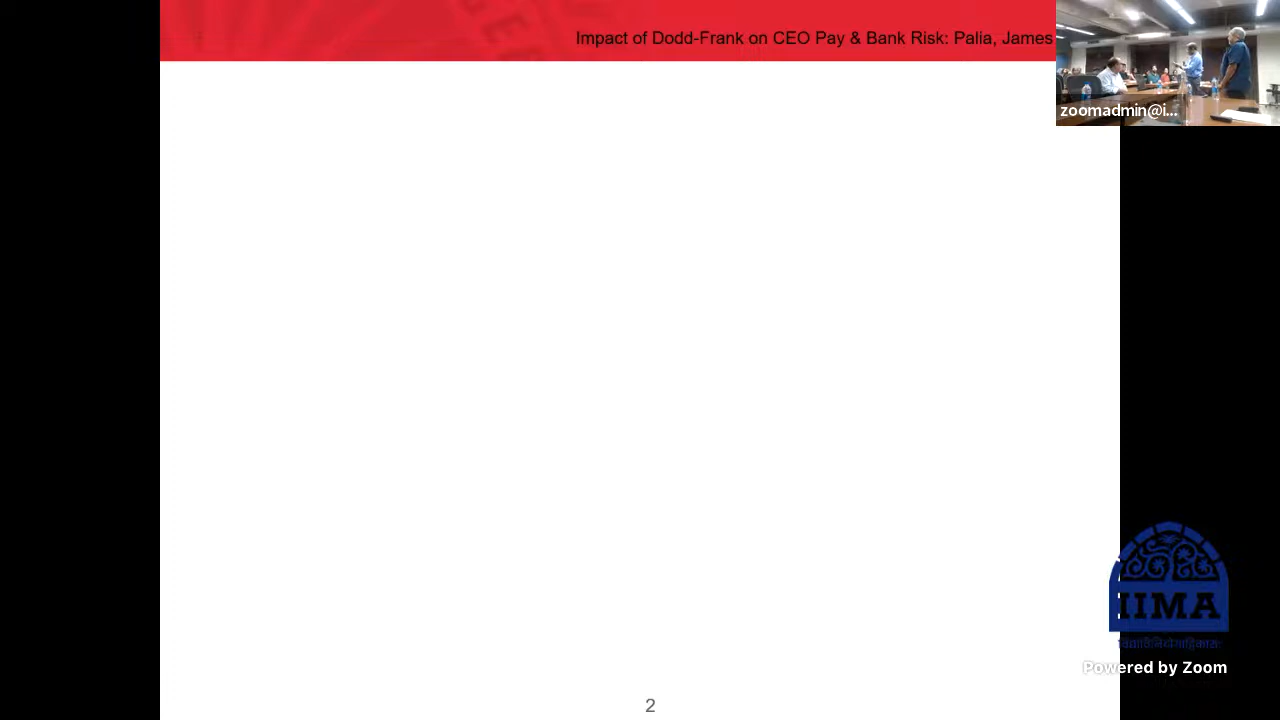 Impact of Dodd-Frank on CEO Pay & Bank Risk: Palia, James
zoomadmin@i...
IIMA
Powered by Zoom
2